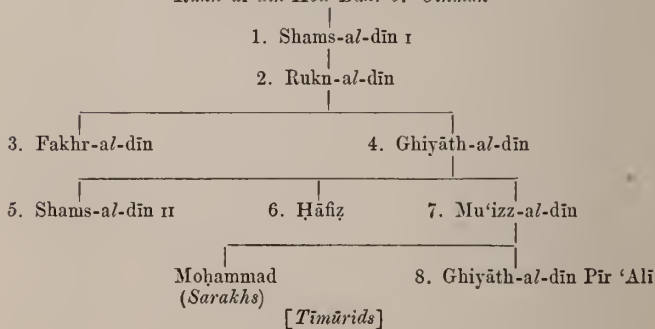 1. Shams-al-dīn I
2. Rukn-al-dīn
3. Fakhr-al-dīn 4. Ghiyāth-al-dīn
5. Shams-al-dīn II 6. Ḥāfiẓ 7. Mu‘izz-al-dīn
Moḥammad 8. Ghiyāth-al-dīn Pīr ‘Alī
(Sarakhs)
[Tīmūrids]